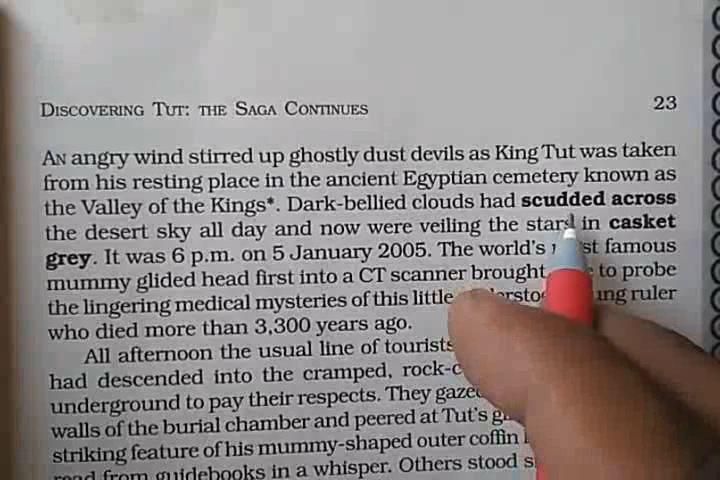 DISCOVERING TUT: THE SAGA CONTINUES 23
AN angry wind stirred up ghostly dust devils as King Tut was taken
from his resting place in the ancient Egyptian cemetery known as
the Valley of the Kings*. Dark-bellied clouds had scudded across
the desert sky all day and now were veiling the stars in casket
grey. It was 6 p.m. on 5 January 2005. The world's famous
mummy glided head first into a CT scanner brought to probe
the lingering medical mysteries of this little ruler
who died more than 3,300 years ago.
All afternoon the usual line of tourists
had descended into the cramped,
underground to pay their respects. They
walls of the burial chamber and peered at Tut's
striking feature of his mummy-shaped outer coffin
read from guidebooks in a whisper. Others stood